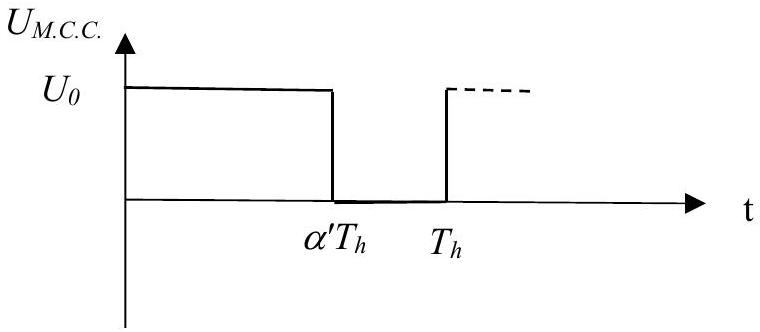 U_{M.C.C.}
U_0
t
α'T_h
T_h